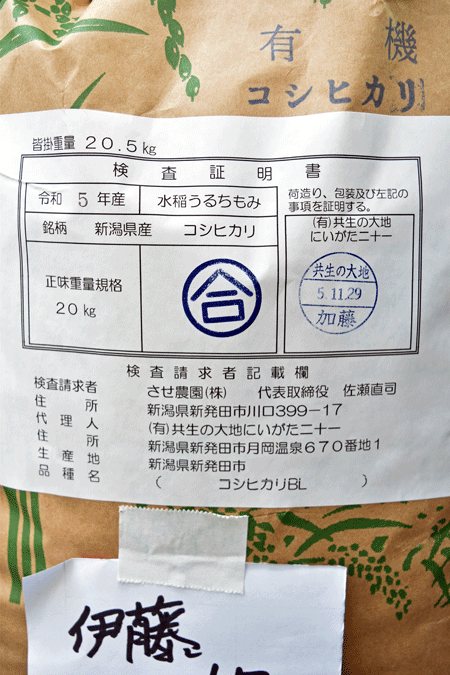 有機
コシヒカリ
皆掛重量 20.5kg
検査証明書
令和 5年産 水稲うるちもみ
銘柄 新潟県産 コシヒカリ
正味重量規格
20kg
合
荷造り、包装及び左記の
事項を証明する。
(有)共生の大地
にいがた二十一
共生の大地
5.11.29
加藤
検査請求者記載欄
検査請求者 させ農園(株) 代表取締役 佐瀬直司
住所 新潟県新発田市川口399-17
代理人 (有)共生の大地にいがた二十一
住所 新潟県新発田市月岡温泉670番地1
生産地 新潟県新発田市
品種名 ( コシヒカリBL )
伊藤